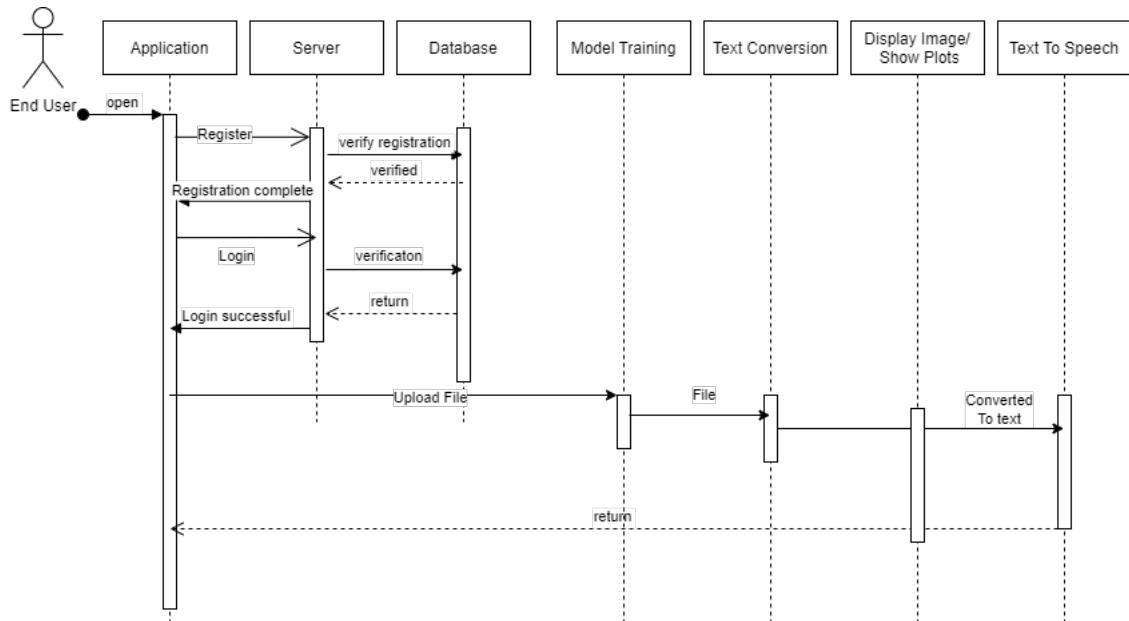 Application
Server
Database
Model Training
Text Conversion
Display Image/
Show Plots
Text To Speech
End User
open
Register
verify registration
verified
Registration complete
Login
verificaton
return
Login successful
Upload File
File
Converted
To text
return